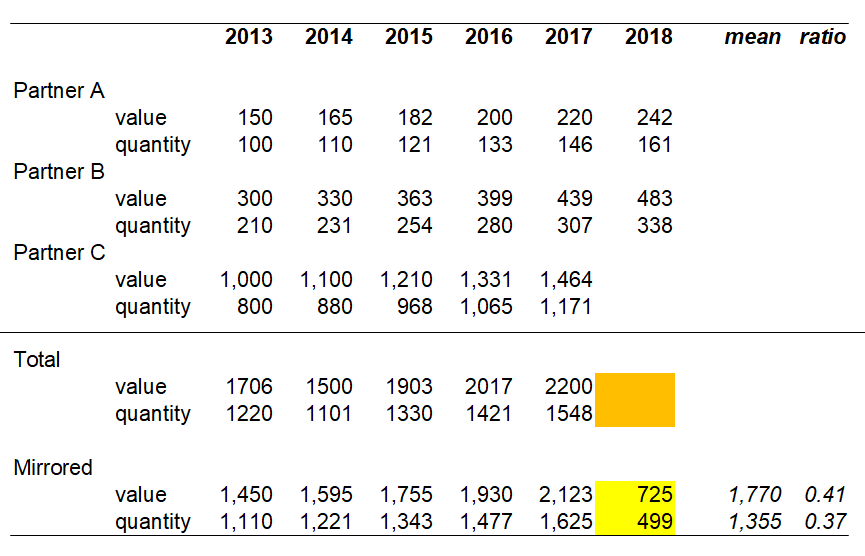 2013 2014 2015 2016 2017 2018 mean ratio
Partner A
value 150 165 182 200 220 242
quantity 100 110 121 133 146 161
Partner B
value 300 330 363 399 439 483
quantity 210 231 254 280 307 338
Partner C
value 1,000 1,100 1,210 1,331 1,464
quantity 800 880 968 1,065 1,171
Total
value 1706 1500 1903 2017 2200
quantity 1220 1101 1330 1421 1548
Mirrored
value 1,450 1,595 1,755 1,930 2,123 725 1,770 0.41
quantity 1,110 1,221 1,343 1,477 1,625 499 1,355 0.37